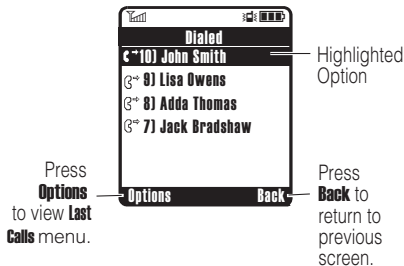 Dialed
10) John Smith
9) Lisa Owens
8) Adda Thomas
7) Jack Bradshaw
Options
Back
Highlighted
Option
Press
Options
to view Last
Calls menu.
Press
Back to
return to
previous
screen.